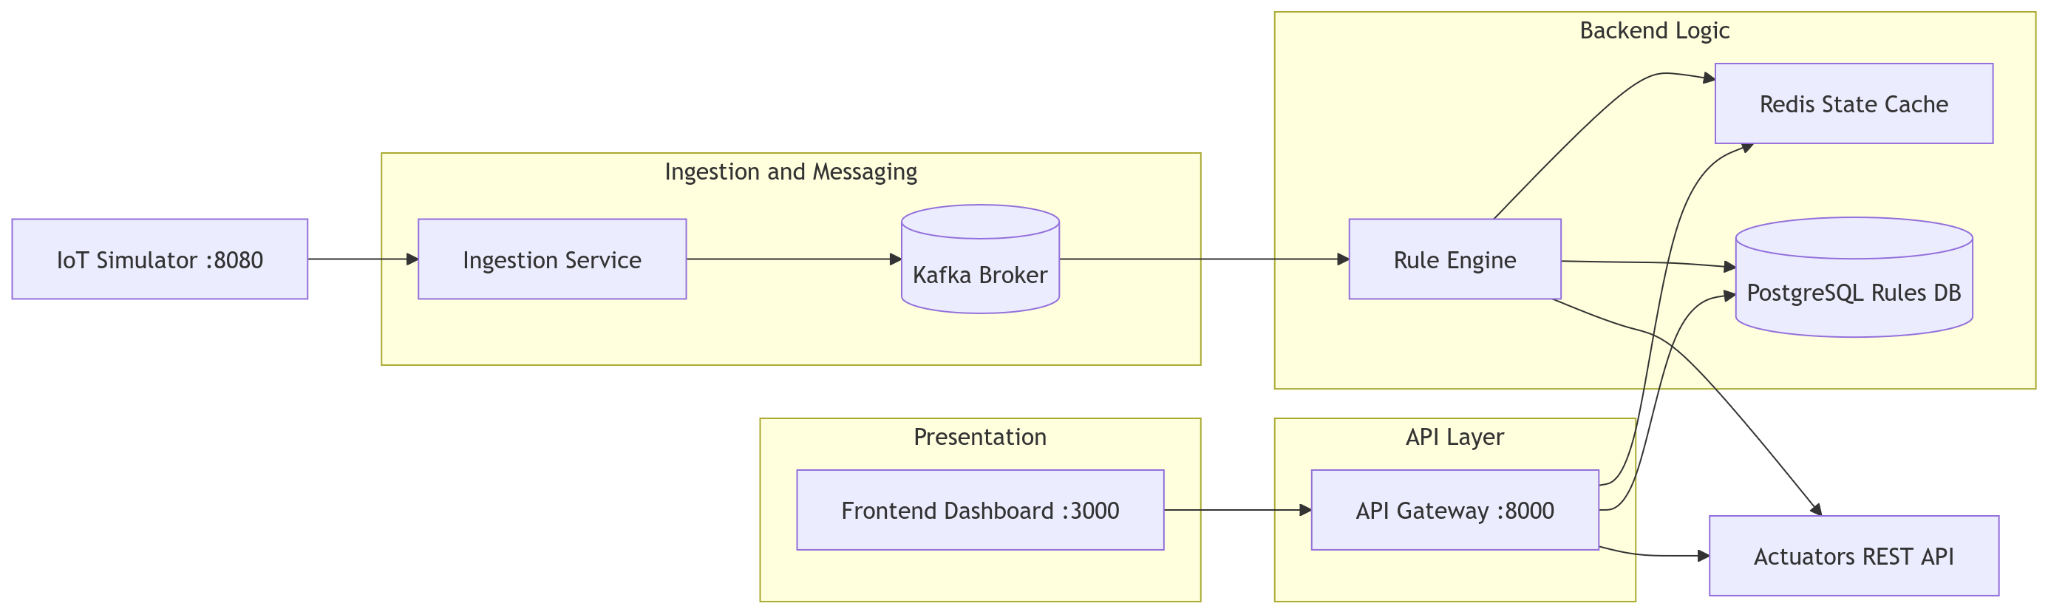 Backend Logic
Redis State Cache
Ingestion and Messaging
IoT Simulator :8080
Ingestion Service
Kafka Broker
Rule Engine
PostgreSQL Rules DB
Presentation
API Layer
Frontend Dashboard :3000
API Gateway :8000
Actuators REST API